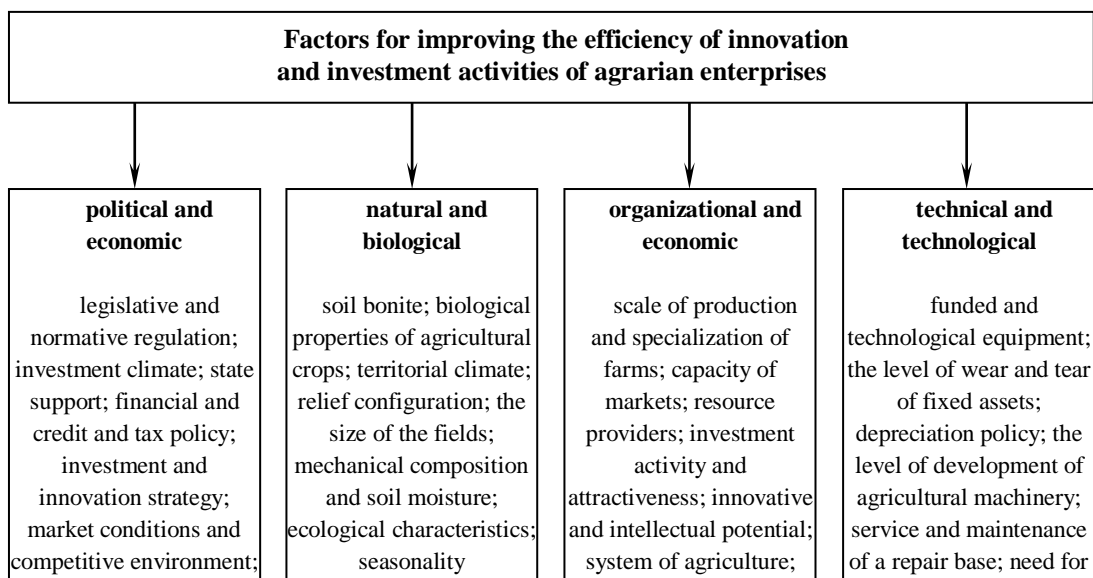 Factors for improving the efficiency of innovation
and investment activities of agrarian enterprises
political and
economic
legislative and
normative regulation;
investment climate; state
support; financial and
credit and tax policy;
investment and
innovation strategy;
market conditions and
competitive environment;
natural and
biological
soil bonite; biological
properties of agricultural
crops; territorial climate;
relief configuration; the
size of the fields;
mechanical composition
and soil moisture;
ecological characteristics;
seasonality
organizational and
economic
scale of production
and specialization of
farms; capacity of
markets; resource
providers; investment
activity and
attractiveness; innovative
and intellectual potential;
system of agriculture;
technical and
technological
funded and
technological equipment;
the level of wear and tear
of fixed assets;
depreciation policy; the
level of development of
agricultural machinery;
service and maintenance
of a repair base; need for